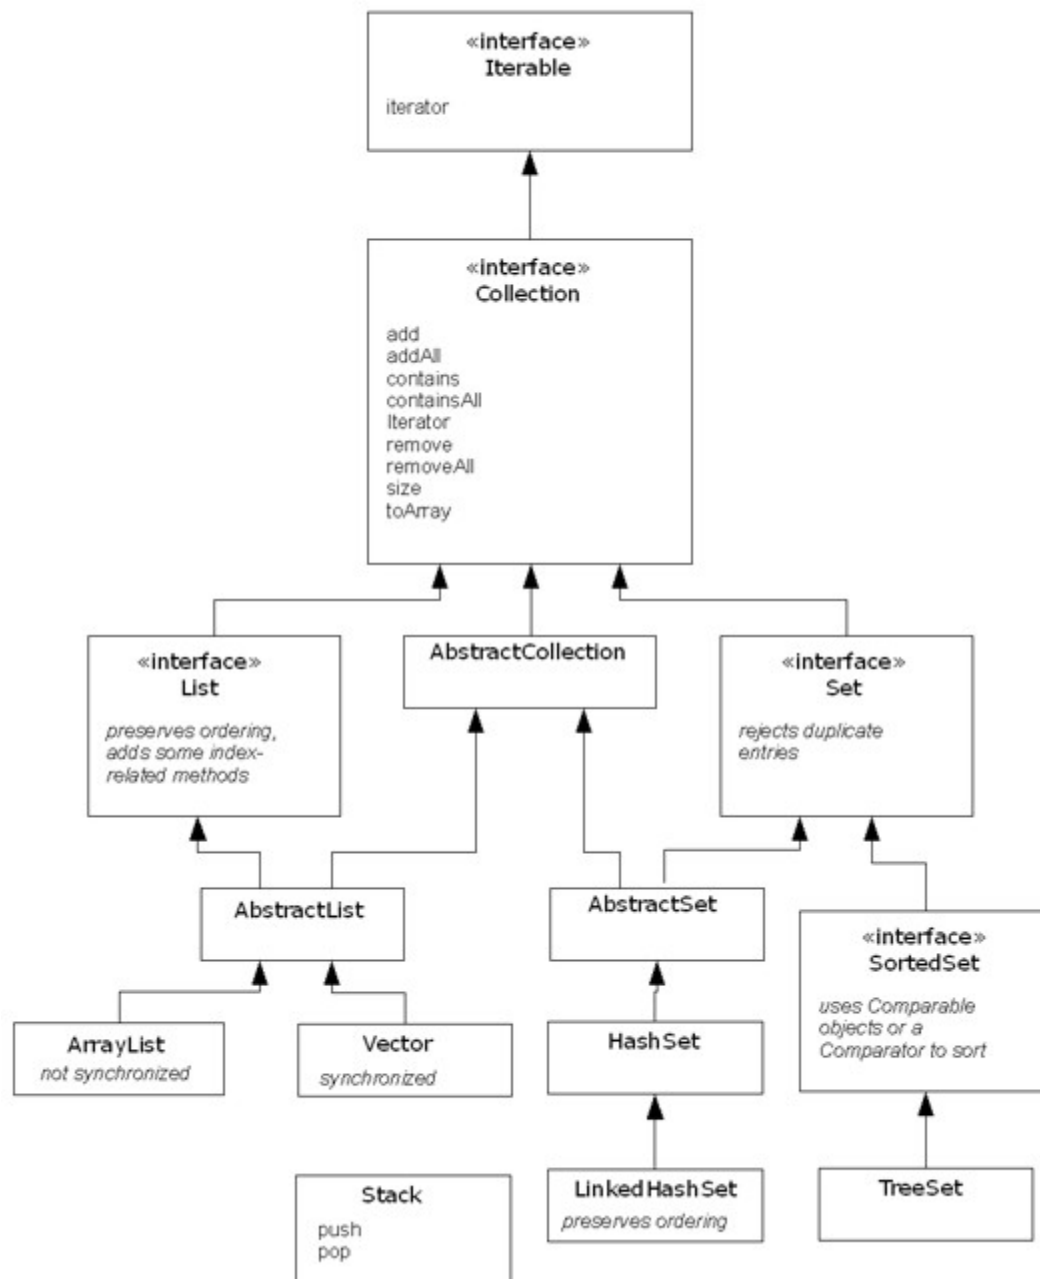 «interface»
Iterable
iterator
«interface»
Collection
add
addAll
contains
containsAll
Iterator
remove
removeAll
size
toArray
«interface»
List
preserves ordering,
adds some index-
related methods
AbstractCollection
«interface»
Set
rejects duplicate
entries
AbstractList
AbstractSet
«interface»
SortedSet
uses Comparable
objects or a
Comparator to sort
ArrayList
not synchronized
Vector
synchronized
HashSet
Stack
push
pop
LinkedHashSet
preserves ordering
TreeSet